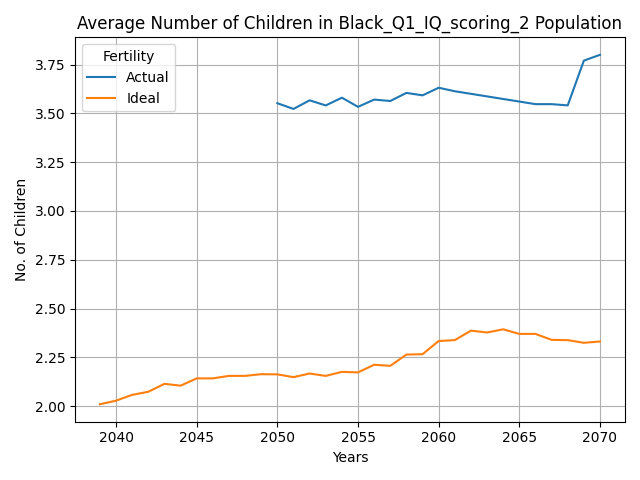 Average Number of Children in Black_Q1_IQ_scoring_2 Population
Fertility
Actual
Ideal
No. of Children
3.75
3.50
3.25
3.00
2.75
2.50
2.25
2.00
2040 2045 2050 2055 2060 2065 2070
Years